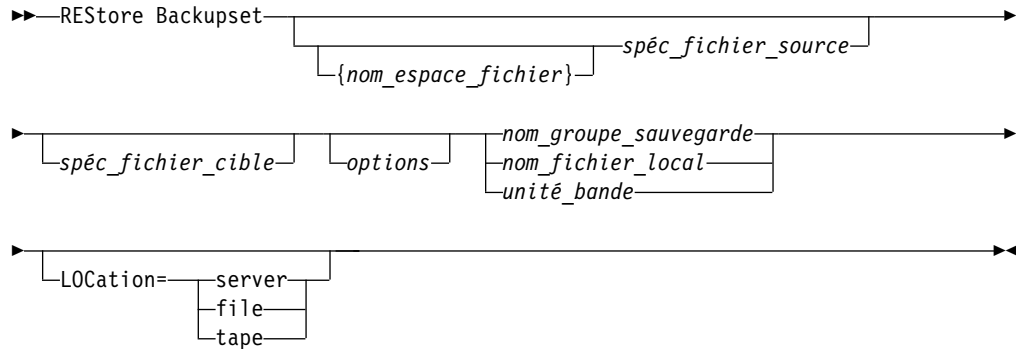 REStore Backupset
spéc_fichier_source
{nom_espace_fichier}
nom_groupe_sauvegarde
spéc_fichier_cible options nom_fichier_local
unité_bande
LOCation= server
file
tape